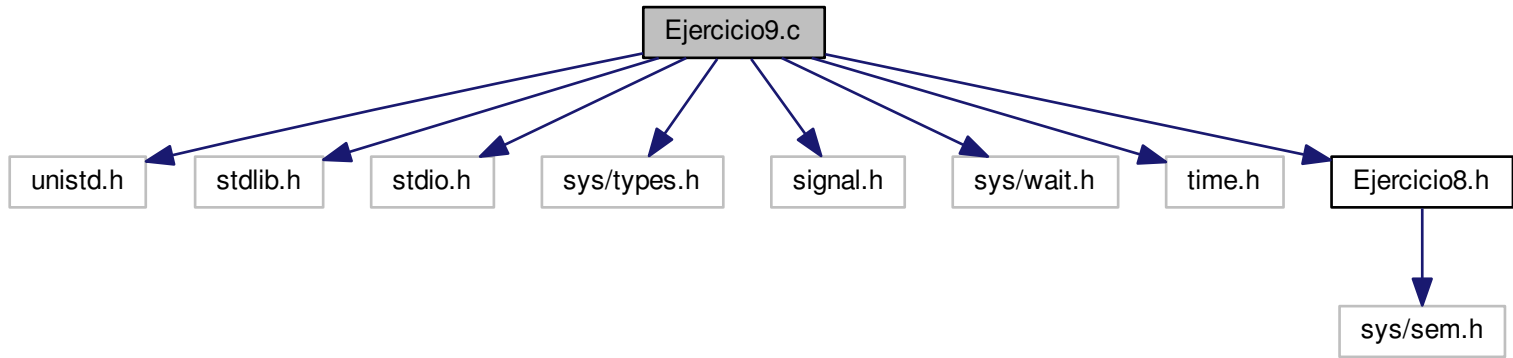 Ejercicio9.c
unistd.h
stdlib.h
stdio.h
sys/types.h
signal.h
sys/wait.h
time.h
Ejercicio8.h
sys/sem.h